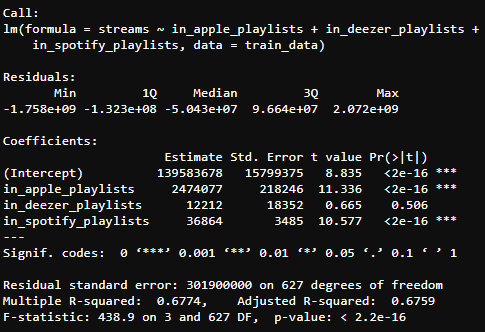 Call:
lm(formula = streams ~ in_apple_playlists + in_deezer_playlists +
    in_spotify_playlists, data = train_data)

Residuals:
       Min         1Q     Median         3Q        Max
-1.758e+09 -1.323e+08 -5.043e+07  9.664e+07  2.072e+09

Coefficients:
                      Estimate Std. Error t value Pr(>|t|)
(Intercept)          139583678   15799375   8.835   <2e-16 ***
in_apple_playlists     2474077     218246  11.336   <2e-16 ***
in_deezer_playlists      12212      18352   0.665    0.506
in_spotify_playlists     36864       3485  10.577   <2e-16 ***
---
Signif. codes:  0 ‘***’ 0.001 ‘**’ 0.01 ‘*’ 0.05 ‘.’ 0.1 ‘ ’ 1

Residual standard error: 301900000 on 627 degrees of freedom
Multiple R-squared:  0.6774,    Adjusted R-squared:  0.6759
F-statistic: 438.9 on 3 and 627 DF,  p-value: < 2.2e-16